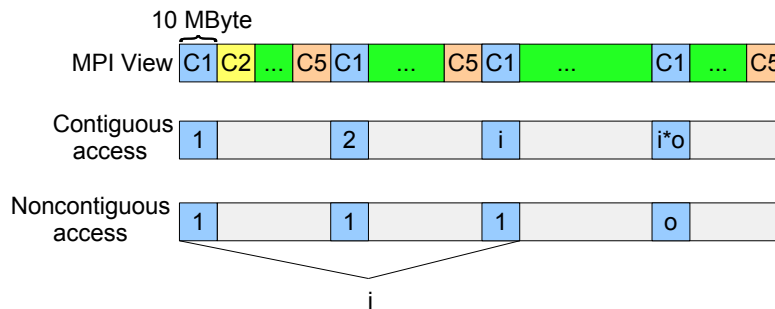 10 MByte
MPI View C1 C2 ... C5 C1 ... C5 C1 ... C1 ... C5
Contiguous
access 1 2 i i*o
Noncontiguous
access 1 1 1 o
i